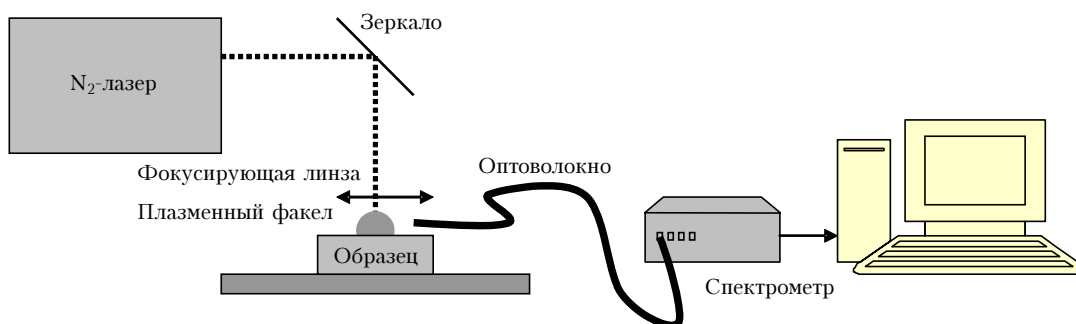 Зеркало
N₂-лазер
Фокусирующая линза
Оптоволокно
Плазменный факел
Образец
Спектрометр